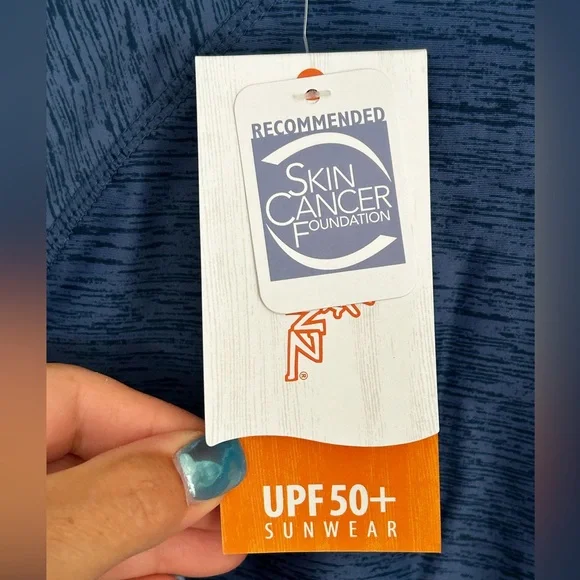 RECOMMENDED
SKIN
CANCER
FOUNDATION
®
UPF 50+
SUNWEAR